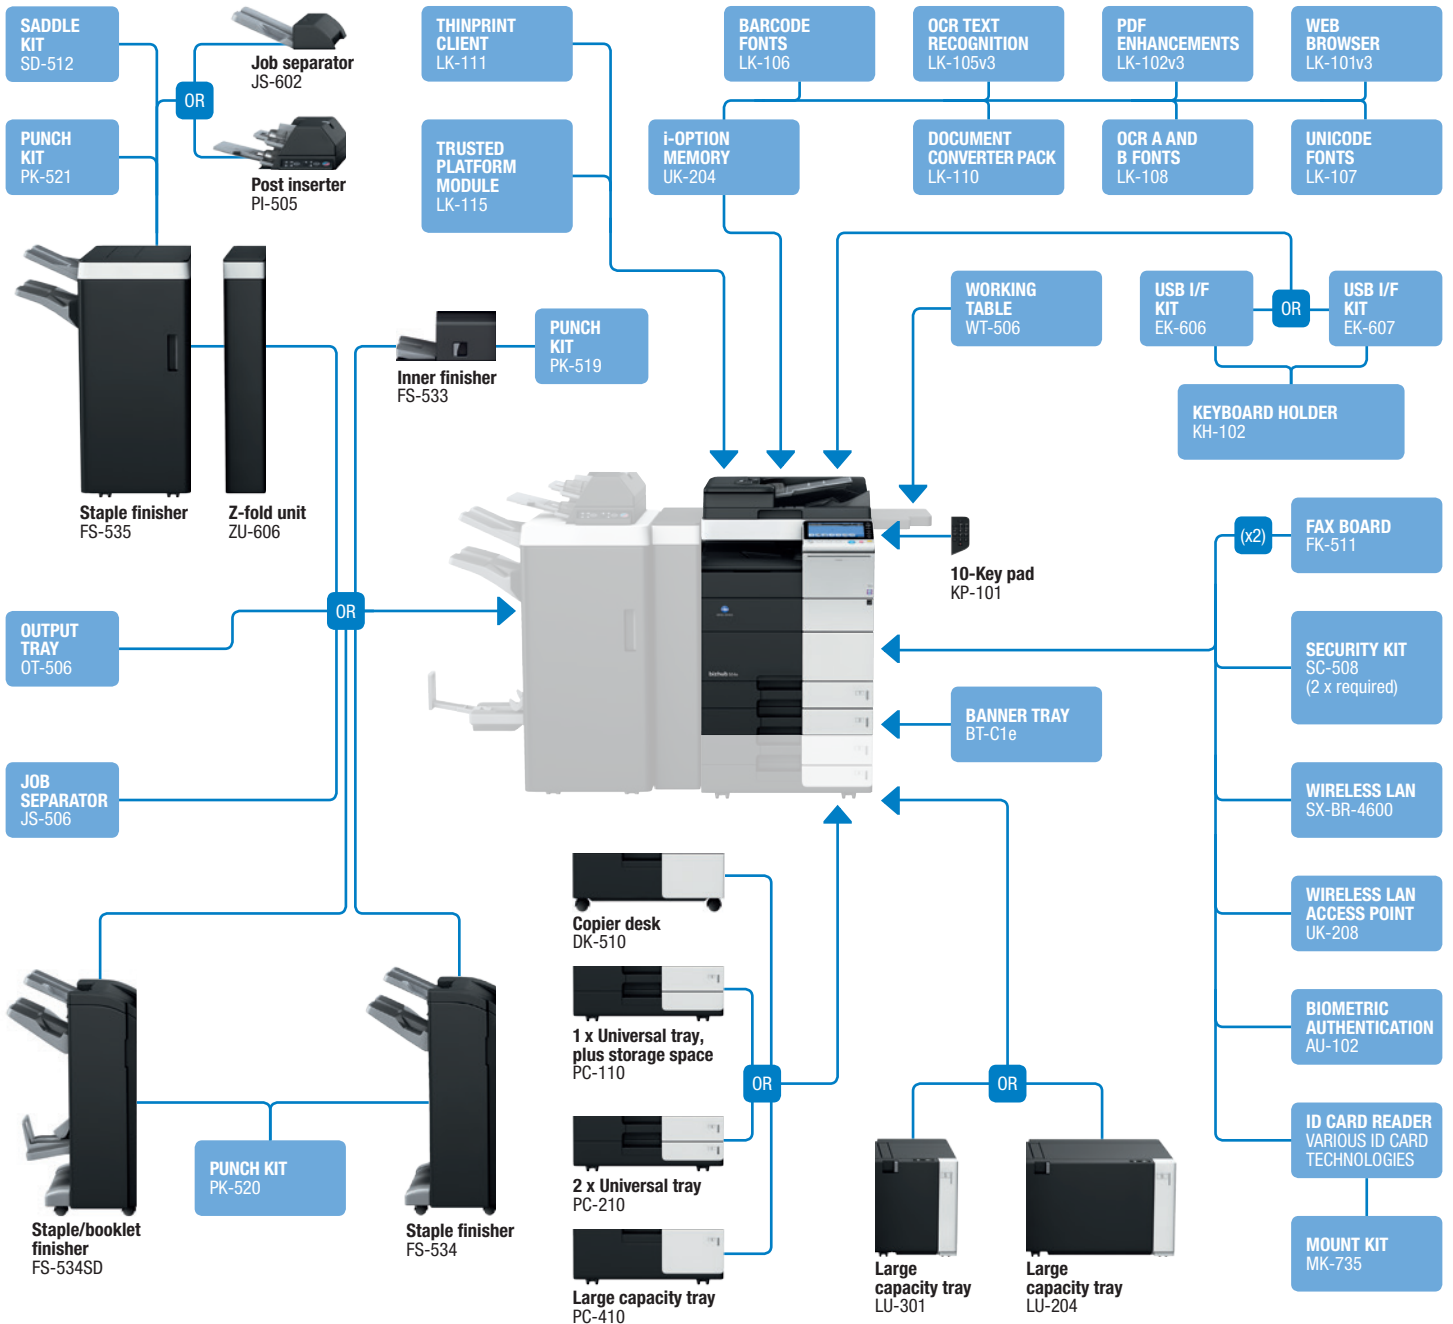 SADDLE
KIT
SD-512
Job separator
JS-602
OR
PUNCH
KIT
PK-521
Post inserter
PI-505
THINPRINT
CLIENT
LK-111
TRUSTED
PLATFORM
MODULE
LK-115
BARCODE
FONTS
LK-106
OCR TEXT
RECOGNITION
LK-105v3
PDF
ENHANCEMENTS
LK-102v3
WEB
BROWSER
LK-101v3
i-OPTION
MEMORY
UK-204
DOCUMENT
CONVERTER PACK
LK-110
OCR A AND
B FONTS
LK-108
UNICODE
FONTS
LK-107
Staple finisher
FS-535
Z-fold unit
ZU-606
Inner finisher
FS-533
PUNCH
KIT
PK-519
WORKING
TABLE
WT-506
USB I/F
KIT
EK-606
OR
USB I/F
KIT
EK-607
KEYBOARD HOLDER
KH-102
10-Key pad
KP-101
(x2)
FAX BOARD
FK-511
OUTPUT
TRAY
OT-506
OR
SECURITY KIT
SC-508
(2 x required)
bizhub
BANNER TRAY
BT-C1e
JOB
SEPARATOR
JS-506
WIRELESS LAN
SX-BR-4600
Copier desk
DK-510
WIRELESS LAN
ACCESS POINT
UK-208
1 x Universal tray,
plus storage space
PC-110
BIOMETRIC
AUTHENTICATION
AU-102
OR
OR
2 x Universal tray
PC-210
ID CARD READER
VARIOUS ID CARD
TECHNOLOGIES
PUNCH KIT
PK-520
Staple/booklet
finisher
FS-534SD
Staple finisher
FS-534
Large capacity tray
PC-410
Large
capacity tray
LU-301
Large
capacity tray
LU-204
MOUNT KIT
MK-735